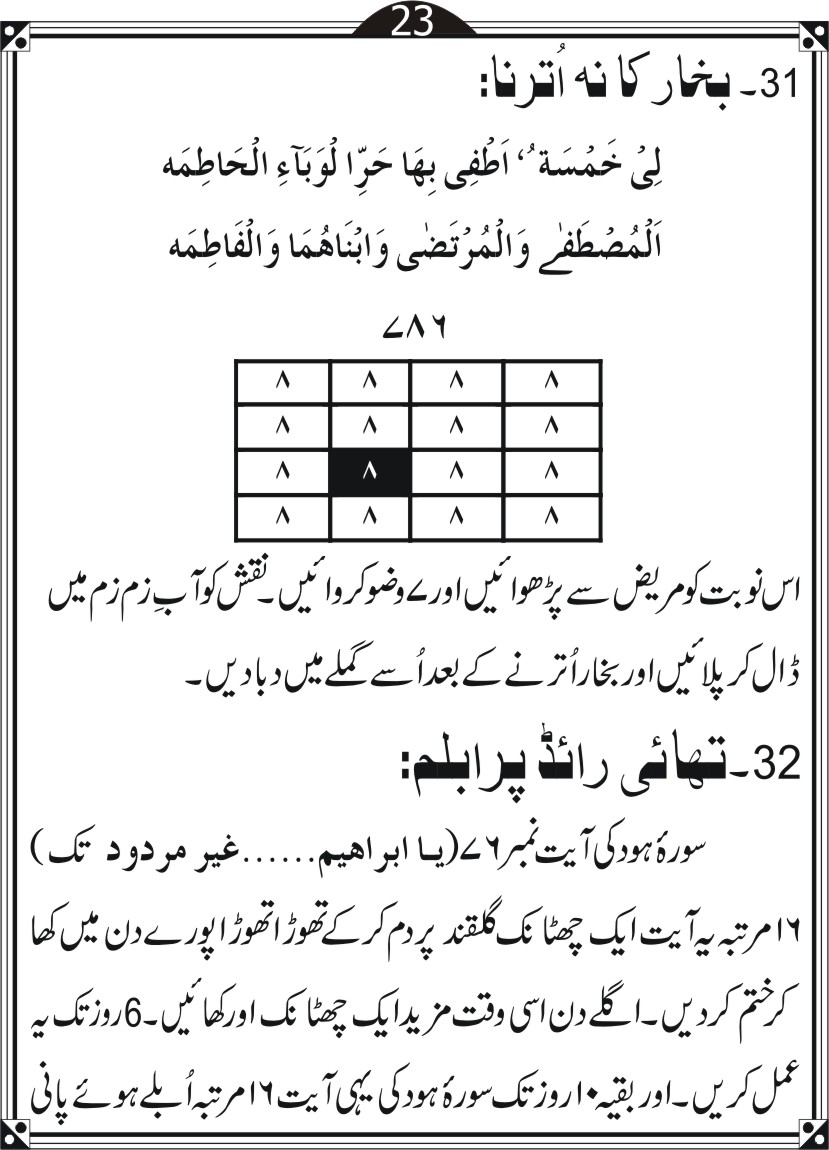 23
31۔ بخار کا نہ اُترنا:
لِیْ خَمْسَة ' ُ اَطْفِی بِهَا حَرِّا لْوَبَآءِ الْحَاطِمَه
اَلْمُصْطَفٰے وَالْمُرْتَضٰی وَابْنَاهُمَا وَالْفَاطِمَه
۷۸۶
۸ ۸ ۸ ۸
۸ ۸ ۸ ۸
۸ ۸ ۸ ۸
۸ ۸ ۸ ۸
اس نوبت کو مریض سے پڑھوائیں اور ۷ وضو کروائیں۔ نقش کو آبِ زم زم میں
ڈال کر پلائیں اور بخار اُترنے کے بعد اُسے گملے میں دبا دیں۔
32۔ تھائی رائڈ پرابلم:
سورۂ ہود کی آیت نمبر ۷۶ (یا ابراھیم......غیر مردود تک)
۱۶ مرتبہ یہ آیت ایک چھٹانک گلقند پر دم کر کے تھوڑا تھوڑا پورے دن میں کھا
کر ختم کر دیں۔ اگلے دن اسی وقت مزید ایک چھٹانک اور کھائیں۔ 6 روز تک یہ
عمل کریں۔ اور بقیہ ۱۰ روز تک سورۂ ہود کی یہی آیت ۱۶ مرتبہ اُبلے ہوئے پانی